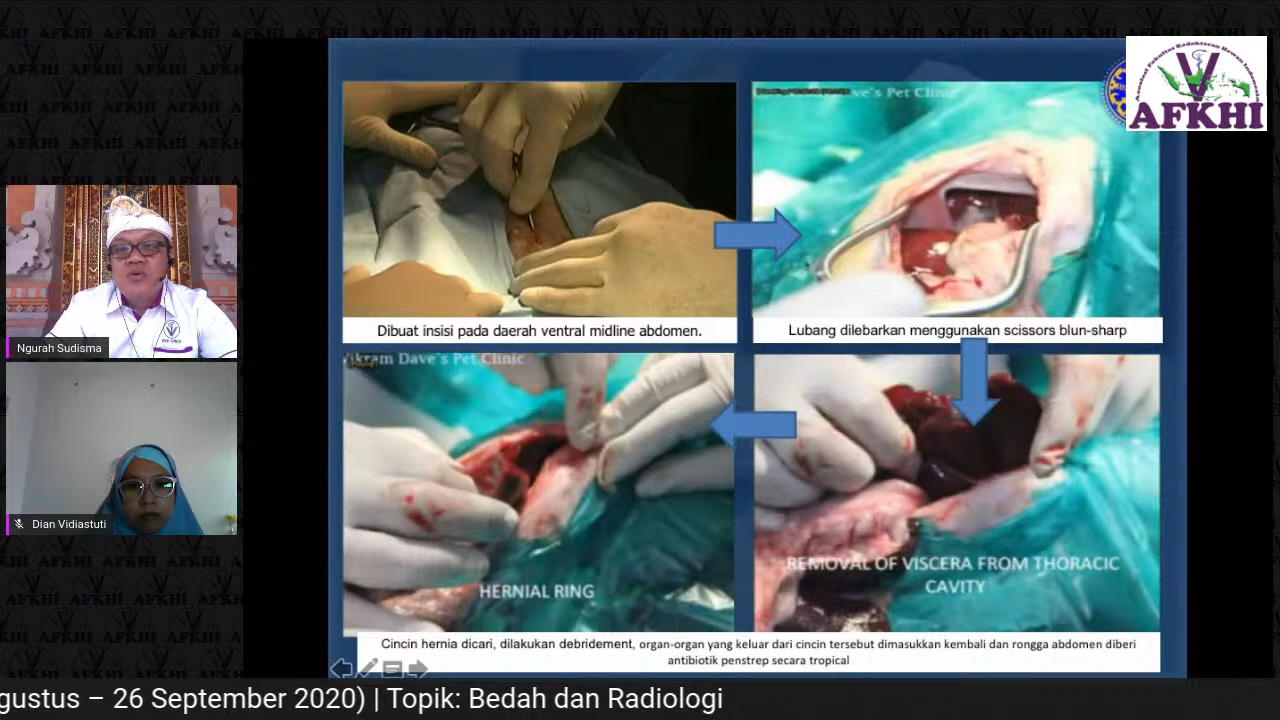 AFKHI
ve's Pet Clinic
Dibuat insisi pada daerah ventral midline abdomen.
Lubang dilebarkan menggunakan scissors blun-sharp
Vikram Dave's Pet Clinic
HERNIAL RING
REMOVAL OF VISCERA FROM THORACIC
CAVITY
Cincin hernia dicari, dilakukan debridement, organ-organ yang keluar dari cincin tersebut dimasukkan kembali dan rongga abdomen diberi
antibiotik penstrep secara tropical
Ngurah Sudisma
Dian Vidiastuti
gustus – 26 September 2020) | Topik: Bedah dan Radiologi